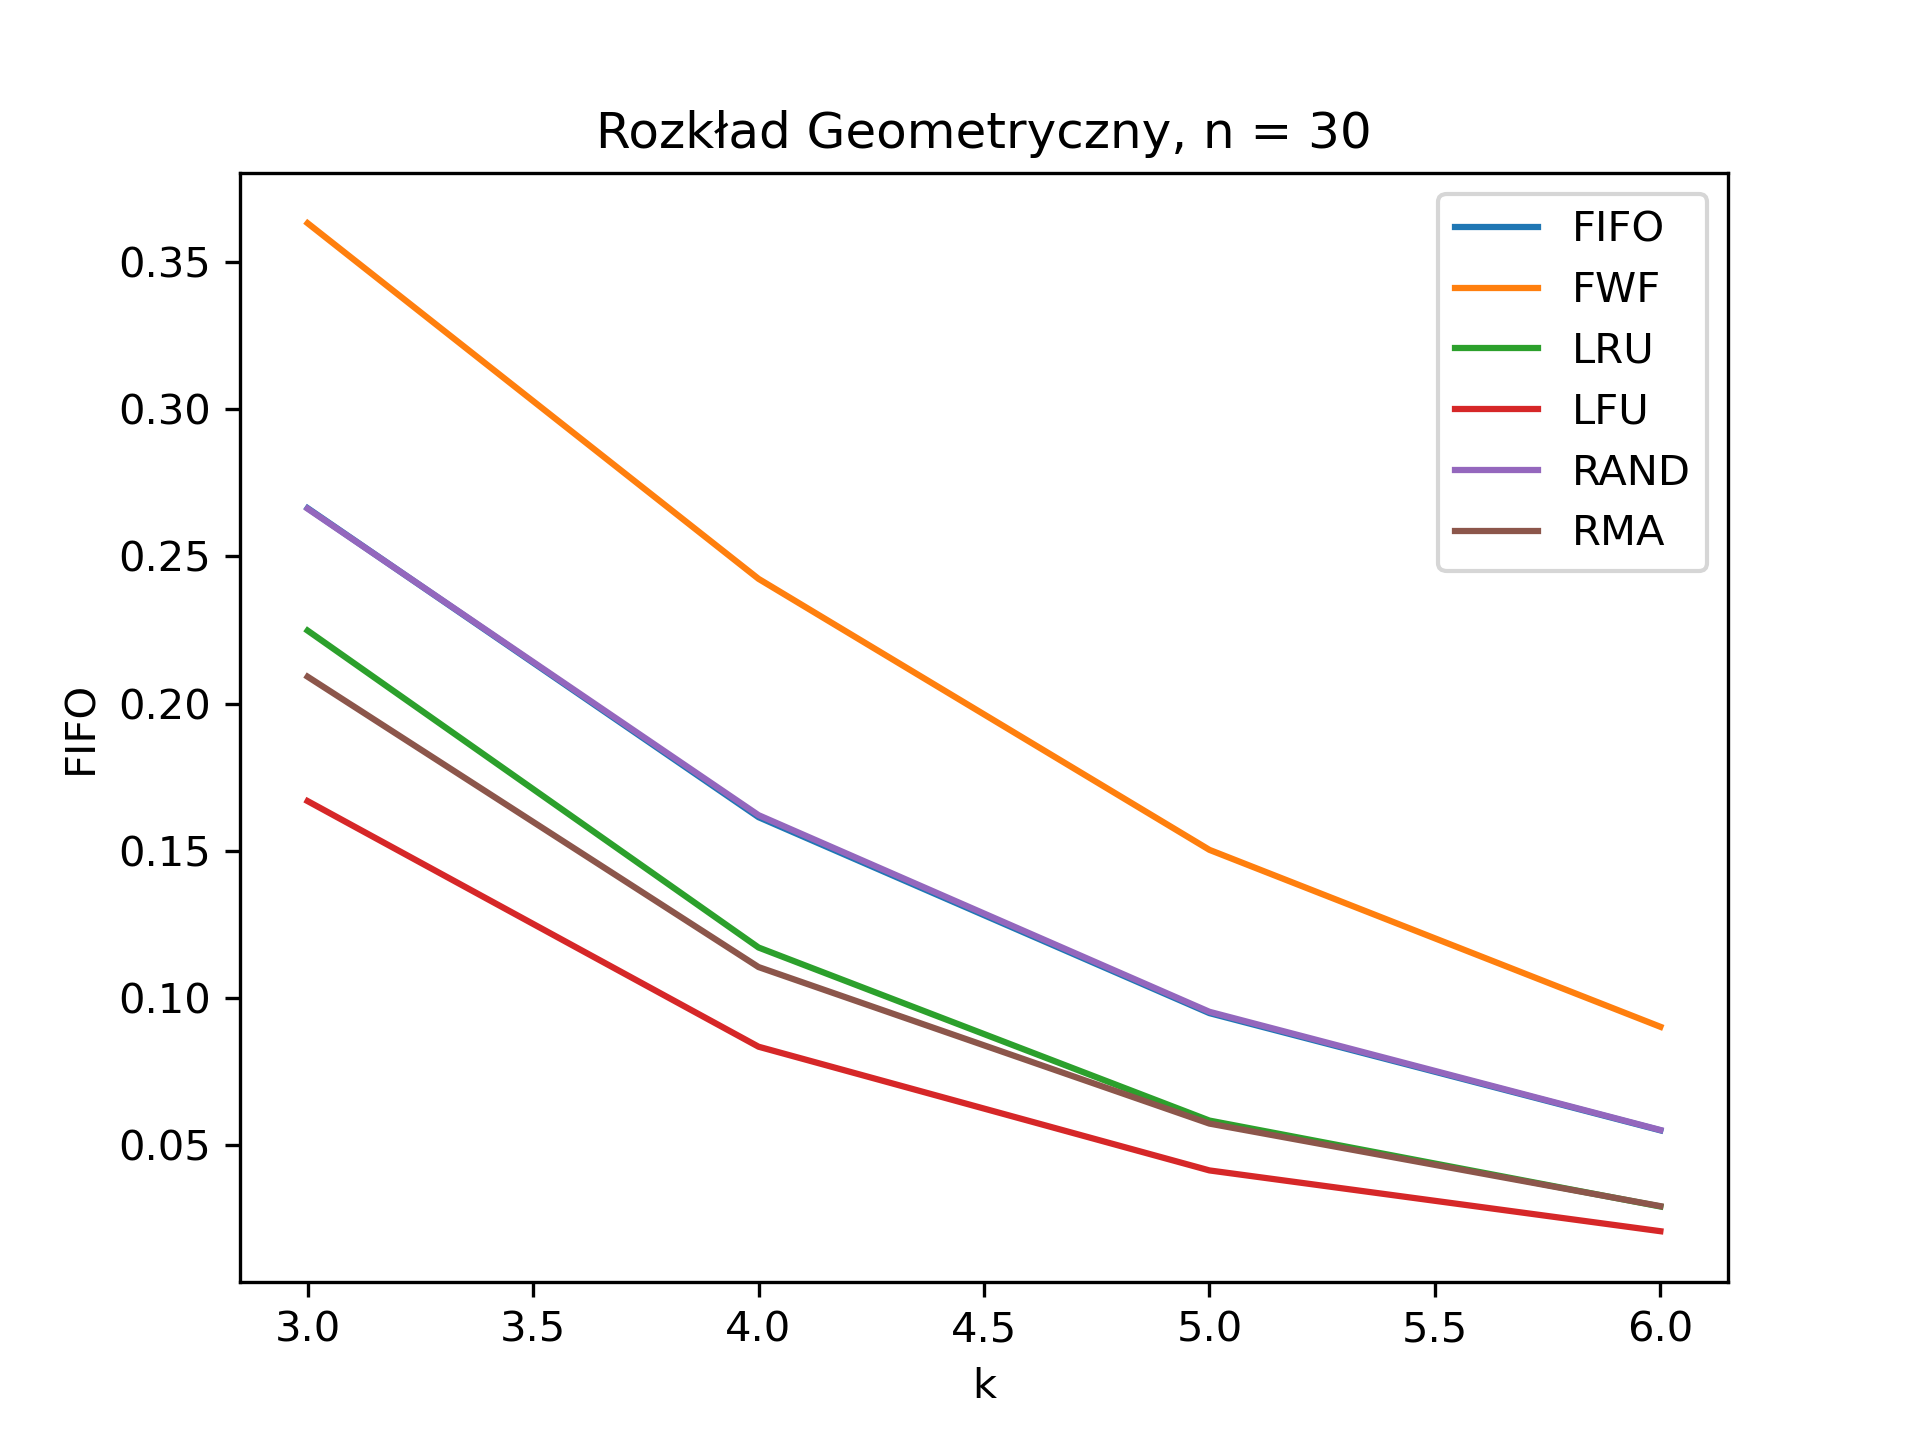 Rozkład Geometryczny, n = 30
FIFO
FWF
LRU
LFU
RAND
RMA
0.35
0.30
0.25
0.20
0.15
0.10
0.05
FIFO
3.0 3.5 4.0 4.5 5.0 5.5 6.0
k